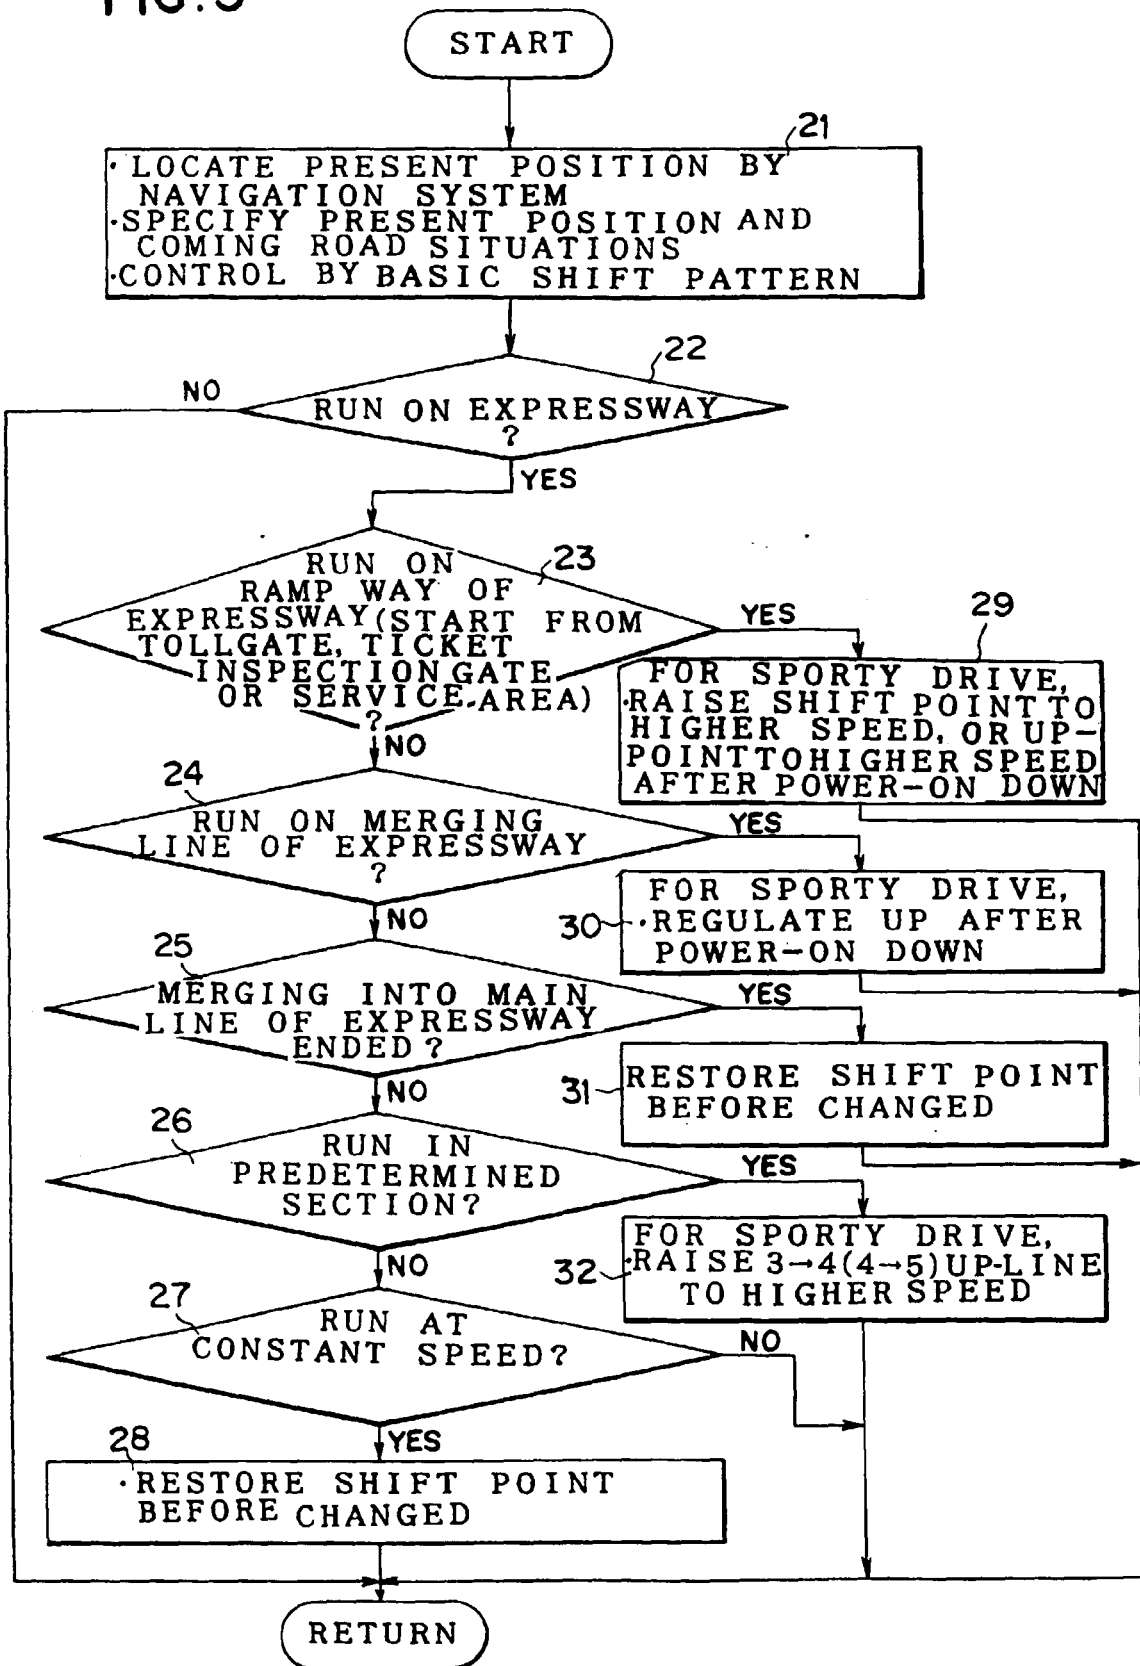 FIG. 5
START
21
· LOCATE PRESENT POSITION BY
NAVIGATION SYSTEM
·SPECIFY PRESENT POSITION AND
COMING ROAD SITUATIONS
·CONTROL BY BASIC SHIFT PATTERN
22
NO
RUN ON EXPRESSWAY
?
YES
23
RUN ON
RAMP WAY OF
EXPRESSWAY (START FROM
TOLLGATE, TICKET
INSPECTION GATE
OR SERVICE AREA)
?
YES
NO
29
FOR SPORTY DRIVE,
·RAISE SHIFT POINT TO
HIGHER SPEED, OR UP-
POINT TO HIGHER SPEED
AFTER POWER-ON DOWN
24
RUN ON MERGING
LINE OF EXPRESSWAY
?
YES
NO
30
FOR SPORTY DRIVE,
·REGULATE UP AFTER
POWER-ON DOWN
25
MERGING INTO MAIN
LINE OF EXPRESSWAY
ENDED ?
YES
NO
31
RESTORE SHIFT POINT
BEFORE CHANGED
26
RUN IN
PREDETERMINED
SECTION?
YES
NO
32
FOR SPORTY DRIVE,
·RAISE 3→4(4→5) UP-LINE
TO HIGHER SPEED
27
RUN AT
CONSTANT SPEED?
NO
YES
28
·RESTORE SHIFT POINT
BEFORE CHANGED
RETURN